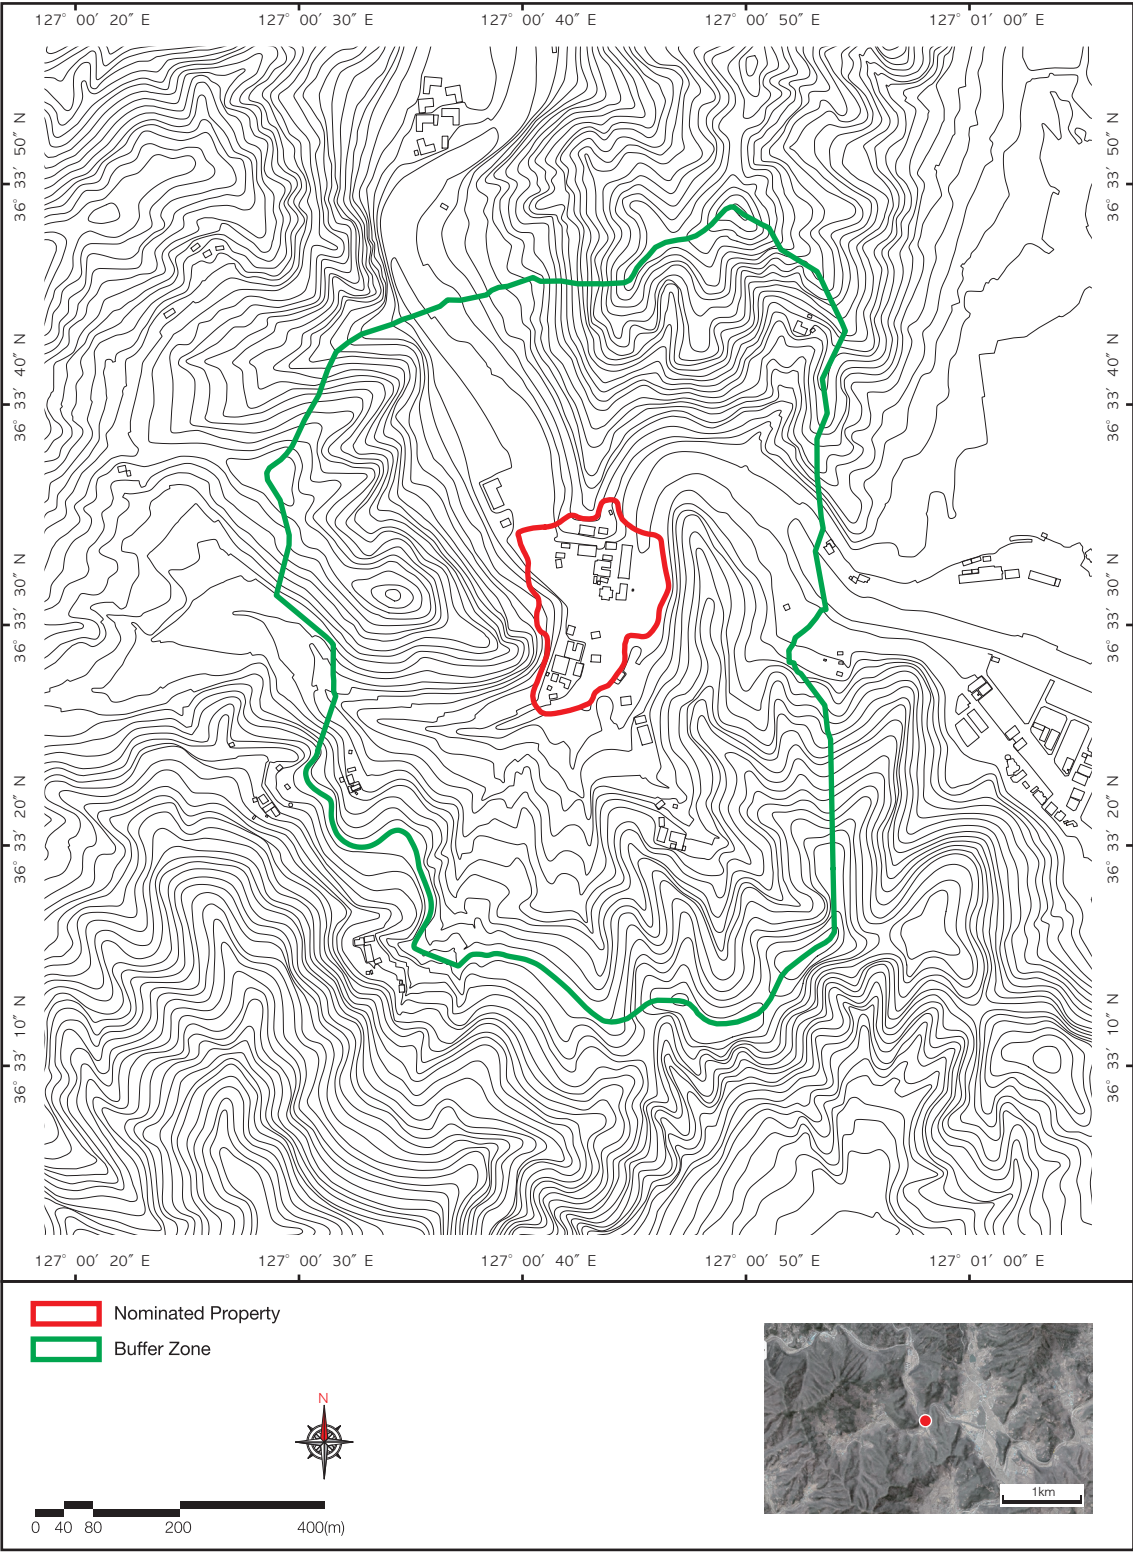 127° 00′ 20″ E 127° 00′ 30″ E 127° 00′ 40″ E 127° 00′ 50″ E 127° 01′ 00″ E
36° 33′ 50″ N
36° 33′ 40″ N
36° 33′ 30″ N
36° 33′ 20″ N
36° 33′ 10″ N
36° 33′ 50″ N
36° 33′ 40″ N
36° 33′ 30″ N
36° 33′ 20″ N
36° 33′ 10″ N
127° 00′ 20″ E 127° 00′ 30″ E 127° 00′ 40″ E 127° 00′ 50″ E 127° 01′ 00″ E
Nominated Property
Buffer Zone
N
0 40 80 200 400(m)
1km